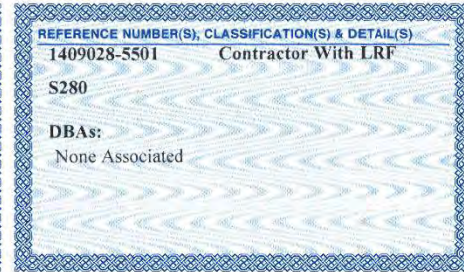 REFERENCE NUMBER(S), CLASSIFICATION(S) & DETAIL(S)
1409028-5501 Contractor With LRF
S280
DBAs:
None Associated